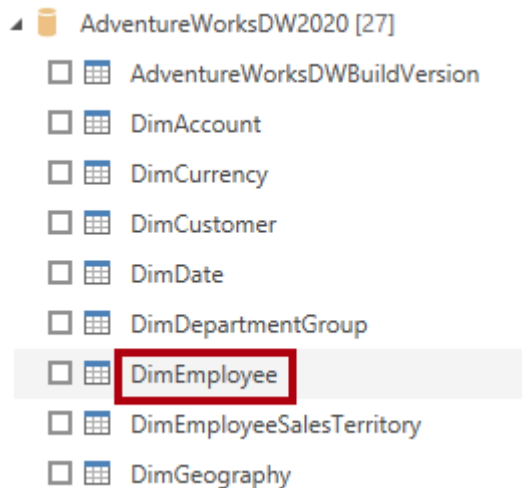 AdventureWorksDW2020 [27]
AdventureWorksDWBuildVersion
DimAccount
DimCurrency
DimCustomer
DimDate
DimDepartmentGroup
DimEmployee
DimEmployeeSalesTerritory
DimGeography